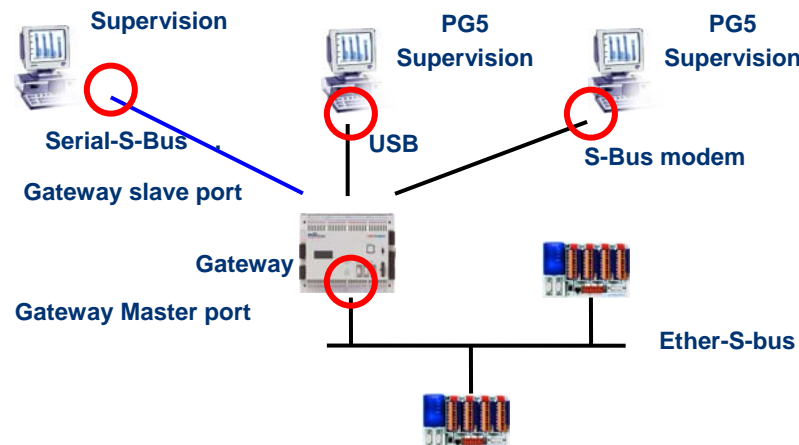 Supervision
PG5
Supervision
PG5
Supervision
Serial-S-Bus .
USB
S-Bus modem
Gateway slave port
Gateway
Gateway Master port
Ether-S-bus